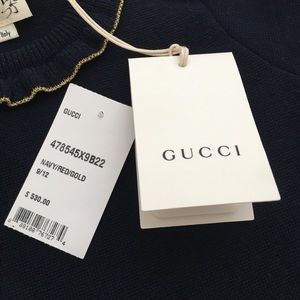 Italy
GUCCI
478545X9B22
NAVY/RED/GOLD
9/12
$ 530.00
GUCCI